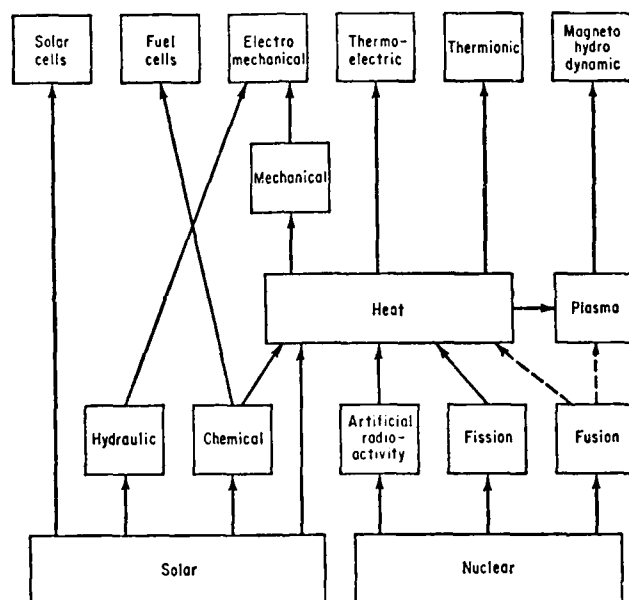 Solar
cells
Fuel
cells
Electro
mechanical
Thermo-
electric
Thermionic
Magneto
hydro
dynamic
Mechanical
Heat
Plasma
Hydraulic
Chemical
Artificial
radio-
activity
Fission
Fusion
Solar
Nuclear